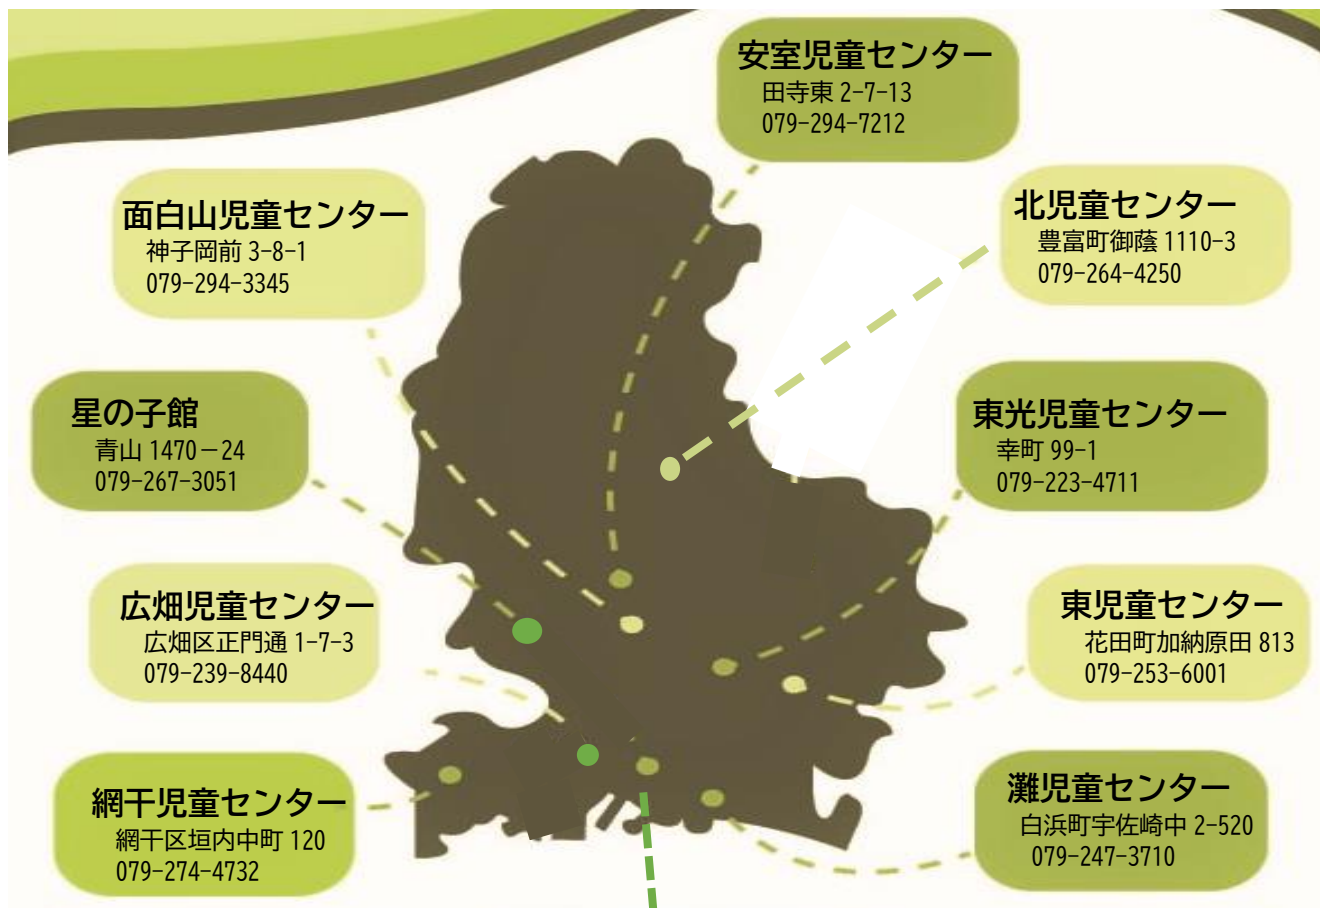 安室児童センター
田寺東 2-7-13
079-294-7212
面白山児童センター
神子岡前 3-8-1
079-294-3345
北児童センター
豊富町御蔭 1110-3
079-264-4250
星の子館
青山 1470－24
079-267-3051
東光児童センター
幸町 99-1
079-223-4711
広畑児童センター
広畑区正門通 1-7-3
079-239-8440
東児童センター
花田町加納原田 813
079-253-6001
網干児童センター
網干区垣内中町 120
079-274-4732
灘児童センター
白浜町宇佐崎中 2-520
079-247-3710